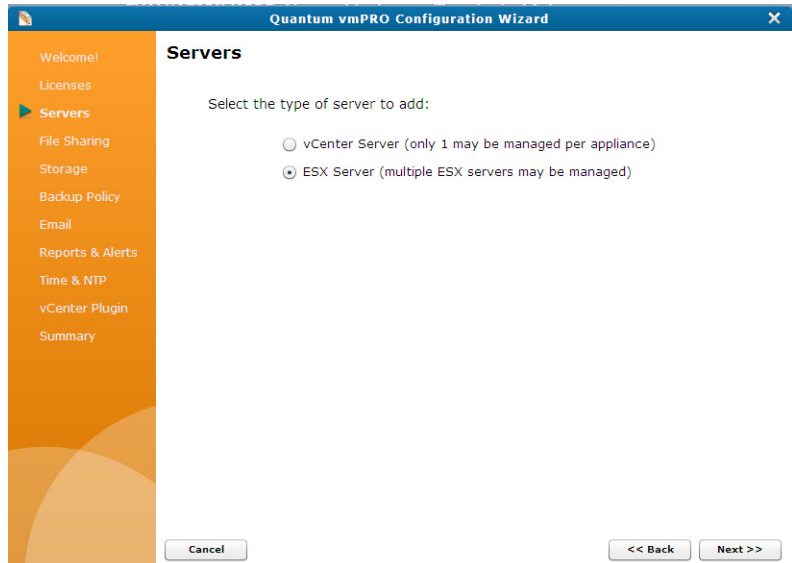 Quantum vmPRO Configuration Wizard
Welcome!
Licenses
Servers
File Sharing
Storage
Backup Policy
Email
Reports & Alerts
Time & NTP
vCenter Plugin
Summary
Servers
Select the type of server to add:
vCenter Server (only 1 may be managed per appliance)
ESX Server (multiple ESX servers may be managed)
Cancel
<< Back
Next >>